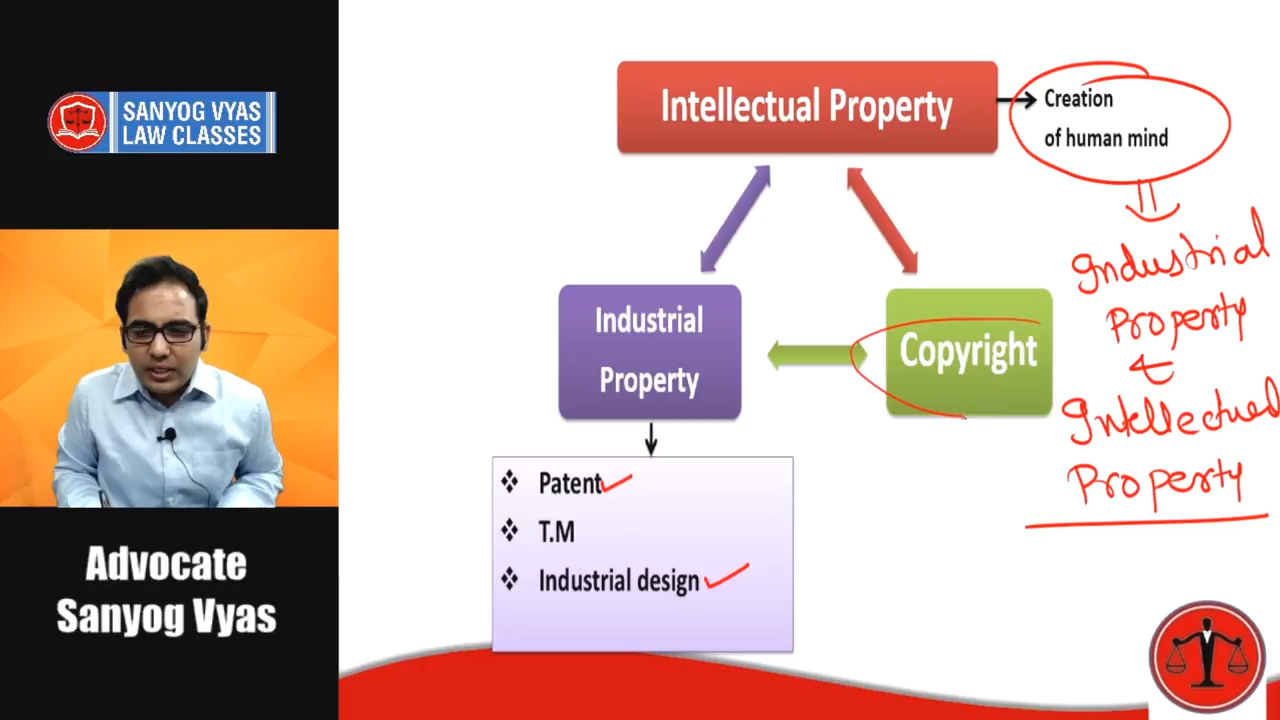 SANYOG VYAS
LAW CLASSES
Advocate
Sanyog Vyas
Intellectual Property
Creation
of human mind
Industrial
Property
Copyright
Patent
T.M
Industrial design
Industrial
Property
&
Intellectual
Property